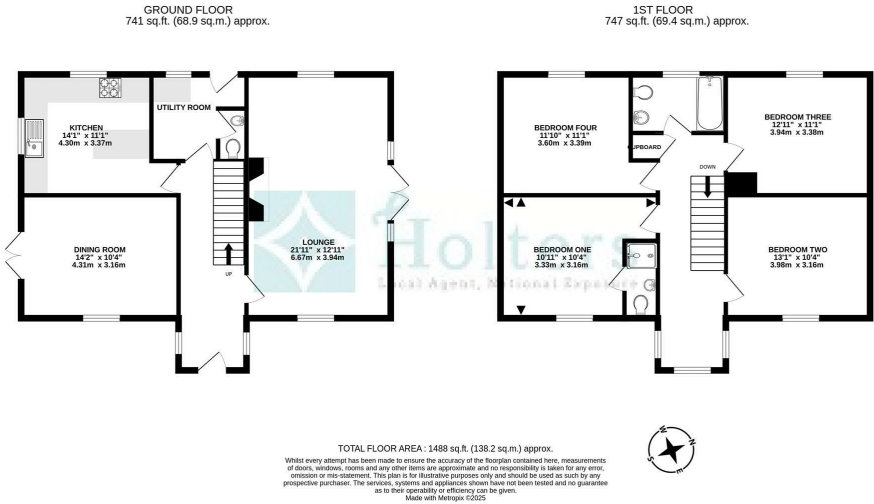 GROUND FLOOR
741 sq.ft. (68.9 sq.m.) approx.
1ST FLOOR
747 sq.ft. (69.4 sq.m.) approx.
KITCHEN
14'1" x 11'1"
4.30m x 3.37m
UTILITY ROOM
DINING ROOM
14'2" x 10'4"
4.31m x 3.16m
UP
LOUNGE
21'11" x 12'11"
6.67m x 3.94m
BEDROOM FOUR
11'10" x 11'1"
3.60m x 3.39m
UPBOARD
DOWN
BEDROOM THREE
12'11" x 11'1"
3.94m x 3.38m
BEDROOM ONE
10'11" x 10'4"
3.33m x 3.16m
BEDROOM TWO
13'1" x 10'4"
3.98m x 3.16m
Holters
Local Agent, National Exposure
N
E
S
W
TOTAL FLOOR AREA : 1488 sq.ft. (138.2 sq.m.) approx.
Whilst every attempt has been made to ensure the accuracy of the floorplan contained here, measurements
of doors, windows, rooms and any other items are approximate and no responsibility is taken for any error,
omission or mis-statement. This plan is for illustrative purposes only and should be used as such by any
prospective purchaser. The services, systems and appliances shown have not been tested and no guarantee
as to their operability or efficiency can be given.
Made with Metropix ©2025